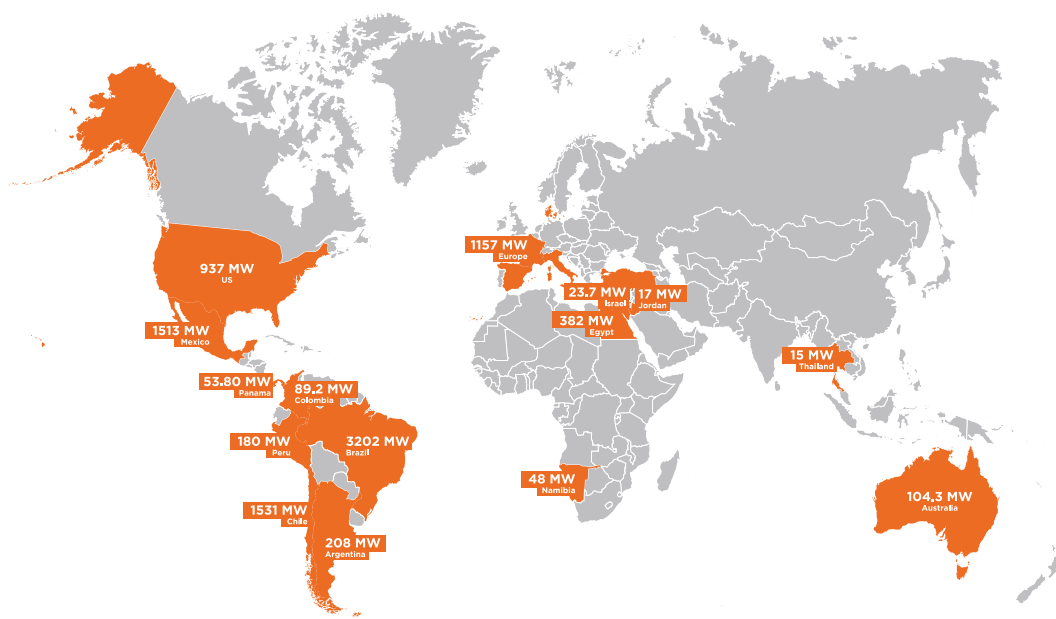 1157 MW
Europe
937 MW
US
23.7 MW
Israel
17 MW
Jordan
382 MW
Egypt
1513 MW
Mexico
15 MW
Thailand
53.80 MW
Panama
89.2 MW
Colombia
180 MW
Peru
3202 MW
Brazil
48 MW
Namibia
104.3 MW
Australia
1531 MW
Chile
208 MW
Argentina